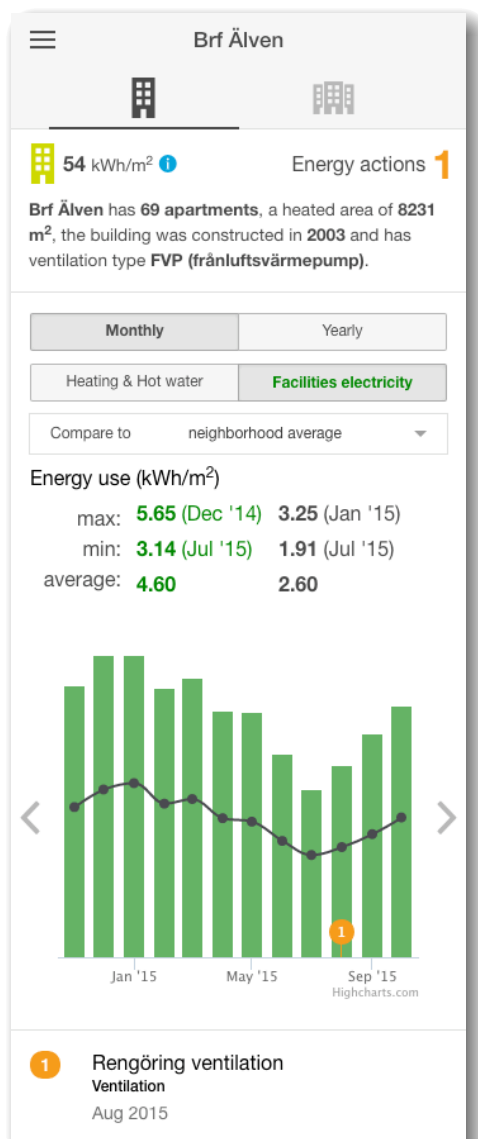 Brf Älven
54 kWh/m² i Energy actions 1
Brf Älven has 69 apartments, a heated area of 8231
m², the building was constructed in 2003 and has
ventilation type FVP (frånluftsvärmepump).
Monthly Yearly
Heating & Hot water Facilities electricity
Compare to neighborhood average
Energy use (kWh/m²)
max: 5.65 (Dec '14) 3.25 (Jan '15)
min: 3.14 (Jul '15) 1.91 (Jul '15)
average: 4.60 2.60
1
Jan '15 May '15 Sep '15
Highcharts.com
1 Rengöring ventilation
Ventilation
Aug 2015